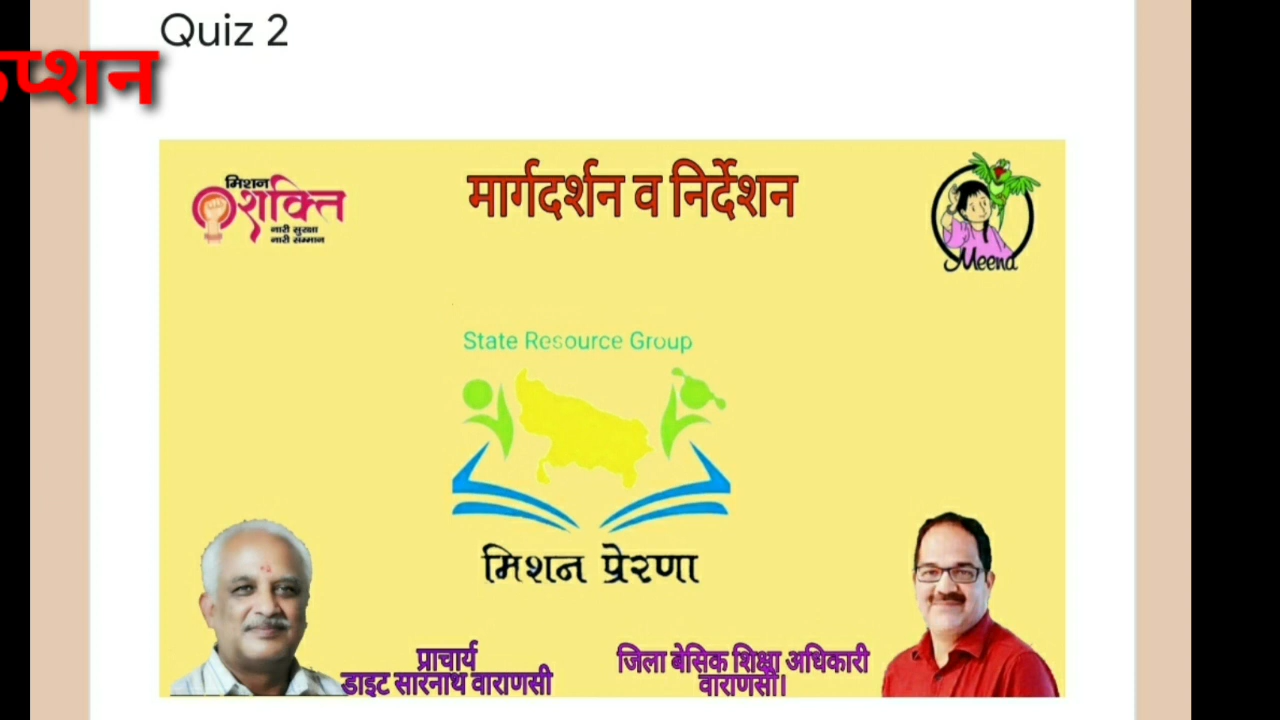 Quiz 2
प्शन
मार्गदर्शन व निर्देशन
मिशन
शक्ति
नारी सुरक्षा
नारी सम्मान
Meena
State Resource Group
मिशन प्रेरणा
प्राचार्य
डाइट सारनाथ वाराणसी
जिला बेसिक शिक्षा अधिकारी
वाराणसी।